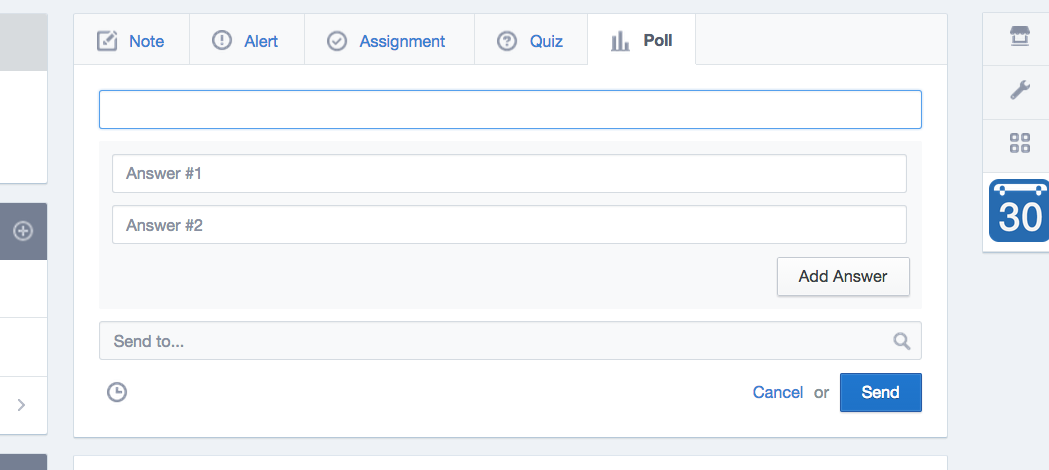 Note Alert Assignment Quiz Poll
Answer #1
Answer #2
Add Answer
Send to...
Cancel or Send
30